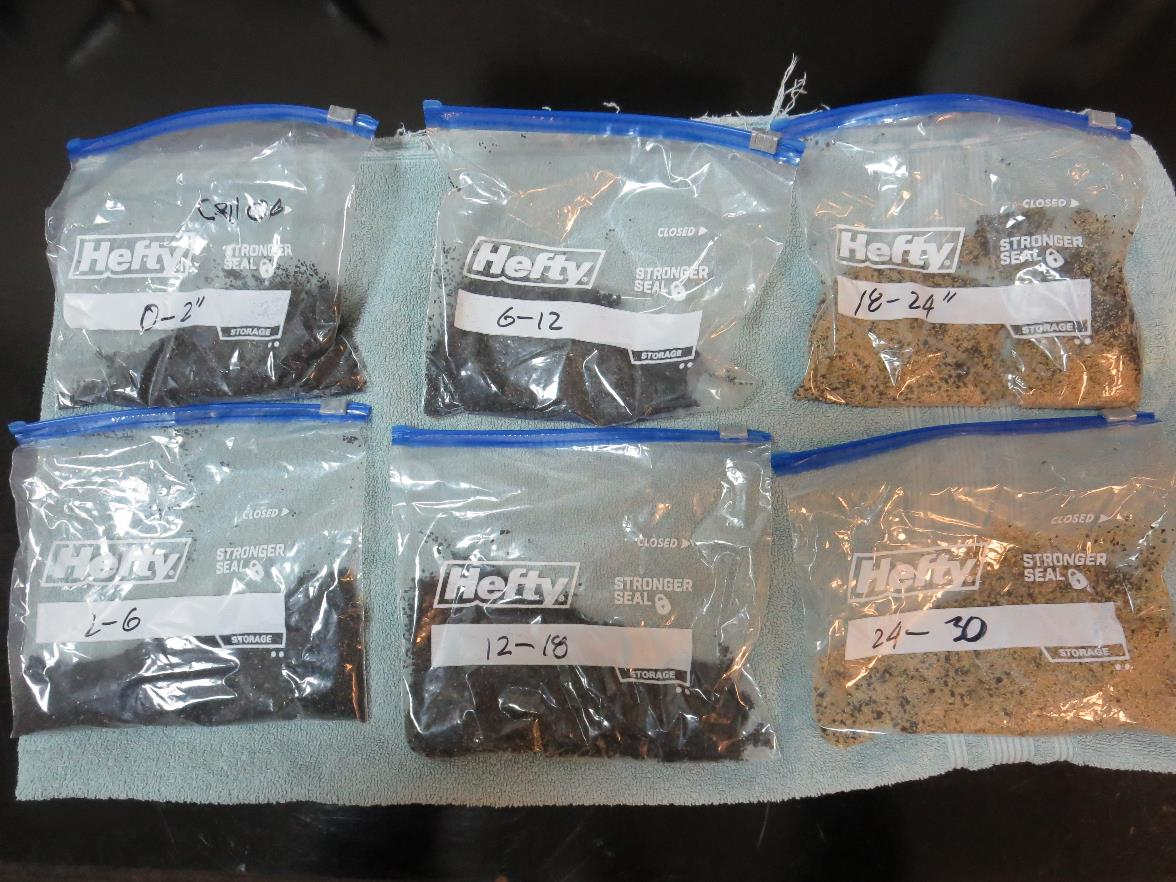 Hefty
STRONGER
SEAL
0-2"
STORAGE
CLOSED
Hefty
STRONGER
SEAL
6-12
STORAGE
CLOSED
Hefty
STRONGER
SEAL
18-24"
STORAGE
CLOSED
Hefty
STRONGER
SEAL
2-6
STORAGE
CLOSED
Hefty
STRONGER
SEAL
12-18
STORAGE
CLOSED
Hefty
STRONGER
SEAL
24-30
STORAGE